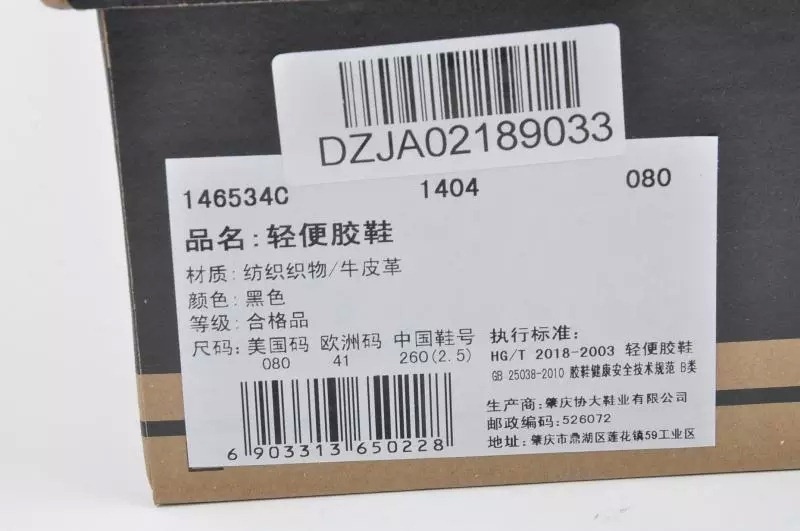 DZJA02189033
146534C 1404 080
品名:轻便胶鞋
材质:纺织织物/牛皮革
颜色:黑色
等级:合格品
尺码:美国码 欧洲码 中国鞋号
080 41 260(2.5)
6 903313 650228
执行标准:
HG/T 2018-2003 轻便胶鞋
GB 25038-2010 胶鞋健康安全技术规范 B类
生产商:肇庆协大鞋业有限公司
邮政编码:526072
地址:肇庆市鼎湖区莲花镇59工业区